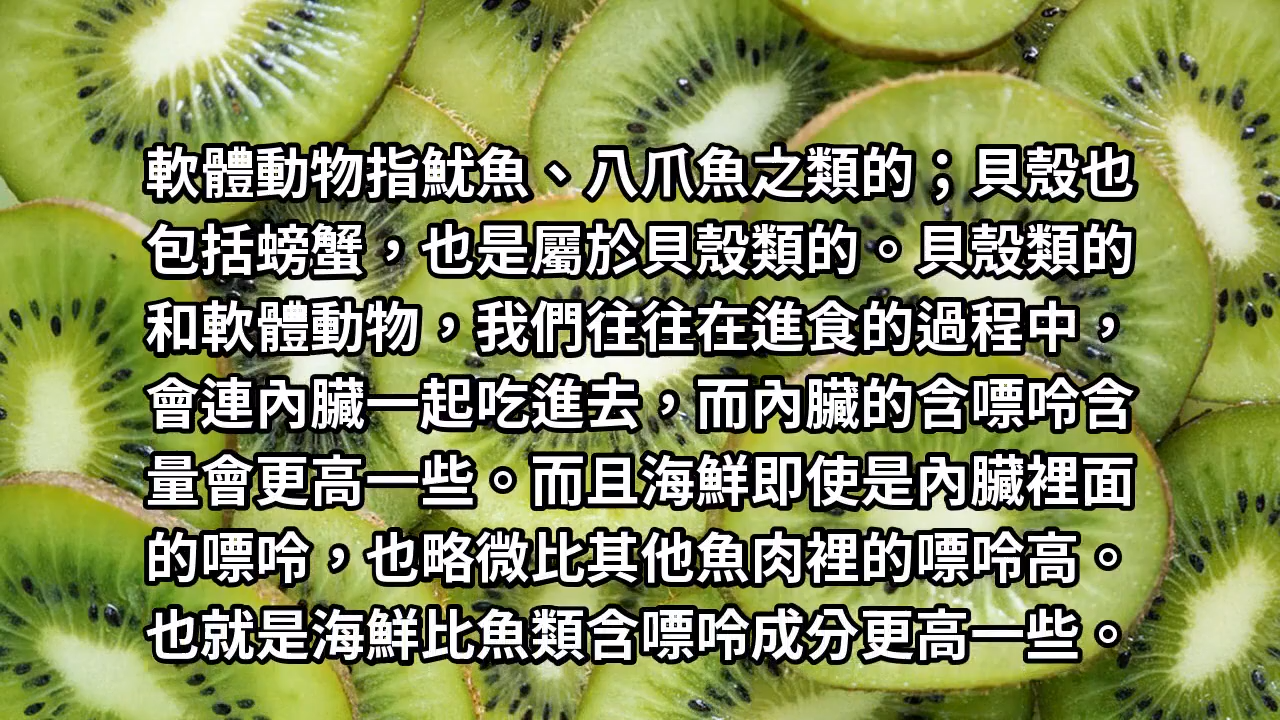 軟體動物指魷魚、八爪魚之類的；貝殼也
包括螃蟹，也是屬於貝殼類的。貝殼類的
和軟體動物，我們往往在進食的過程中，
會連內臟一起吃進去，而內臟的含嘌呤含
量會更高一些。而且海鮮即使是內臟裡面
的嘌呤，也略微比其他魚肉裡的嘌呤高。
也就是海鮮比魚類含嘌呤成分更高一些。